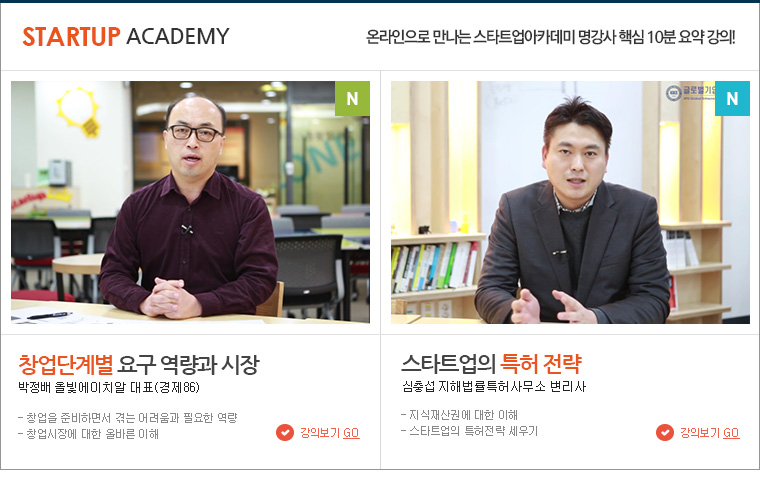 STARTUP ACADEMY
온라인으로 만나는 스타트업아카데미 명강사 핵심 10분 요약 강의!
N
글로벌기업
N
startup
창업단계별 요구 역량과 시장
박정배 올빛에이치알 대표(경제86)
- 창업을 준비하면서 겪는 어려움과 필요한 역량
- 창업시장에 대한 올바른 이해
강의보기 GO
스타트업의 특허 전략
심충섭 지해법률특허사무소 변리사
- 지식재산권에 대한 이해
- 스타트업의 특허전략 세우기
강의보기 GO